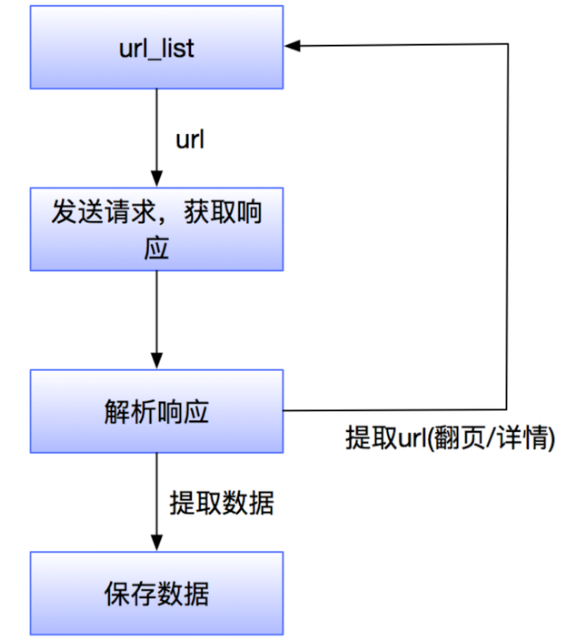 url_list
url
发送请求，获取响
应
解析响应
提取url(翻页/详情)
提取数据
保存数据